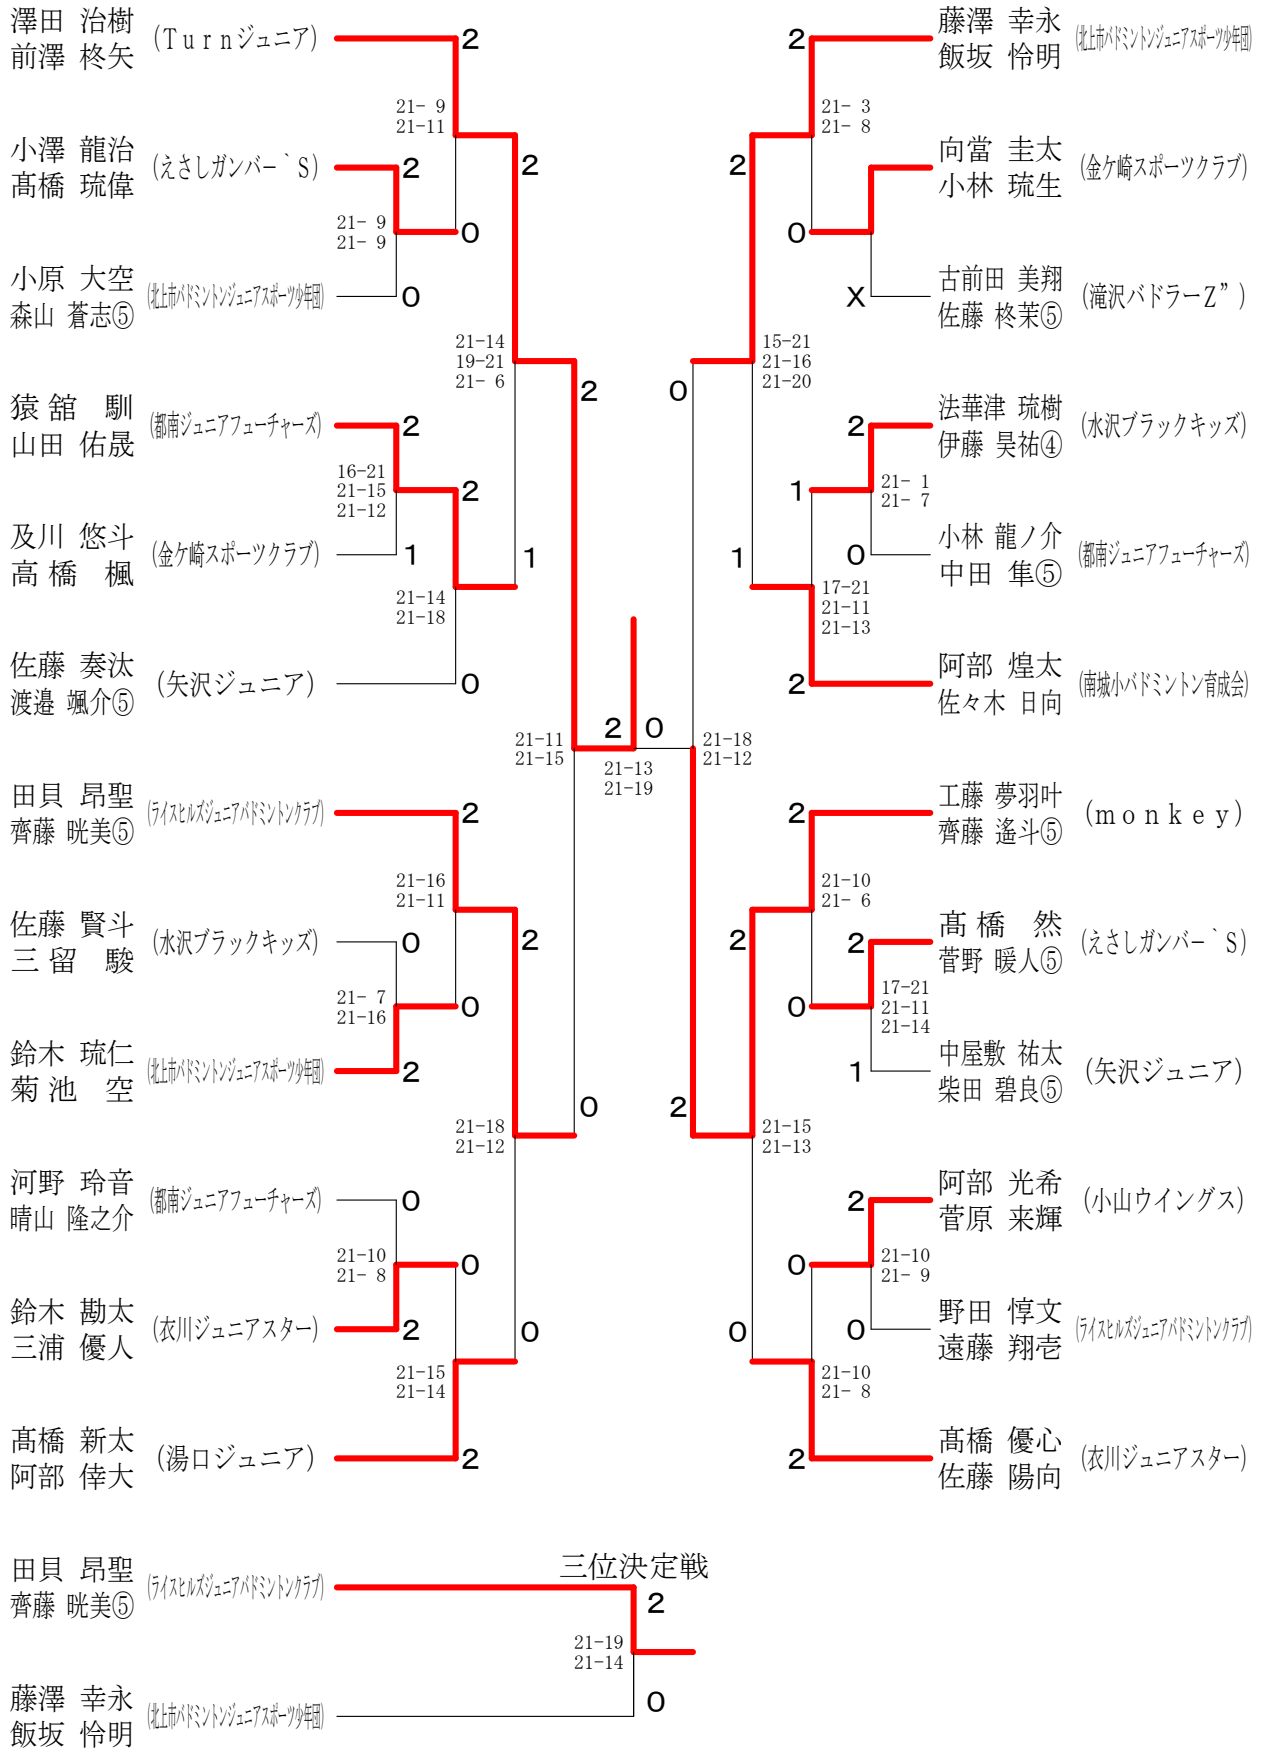 澤田 治樹
前澤 柊矢
(Turnジュニア)
2
21- 9
21-11
小澤 龍治
髙橋 琉偉
(えさしガンバー｀S)
2
2
21- 9
21- 9
0
小原 大空
森山 蒼志⑤
(北上市バドミントンジュニアスポーツ少年団)
0
21-14
19-21
21- 6
2
猿舘 馴
山田 佑晟
(都南ジュニアフューチャーズ)
2
16-21
21-15
21-12
2
及川 悠斗
高橋 楓
(金ケ崎スポーツクラブ)
1
1
21-14
21-18
佐藤 奏汰
渡邉 颯介⑤
(矢沢ジュニア)
0
21-11
21-15
2
0
21-13
21-19
田貝 昂聖
齊藤 晄美⑤
(ライスヒルズジュニアバドミントンクラブ)
2
21-16
21-11
佐藤 賢斗
三留 駿
(水沢ブラックキッズ)
0
2
21- 7
21-16
0
鈴木 琉仁
菊池 空
(北上市バドミントンジュニアスポーツ少年団)
2
0
21-18
21-12
河野 玲音
晴山 隆之介
(都南ジュニアフューチャーズ)
0
21-10
21- 8
0
鈴木 勘太
三浦 優人
(衣川ジュニアスター)
2
0
21-15
21-14
髙橋 新太
阿部 倖大
(湯口ジュニア)
2
藤澤 幸永
飯坂 怜明
(北上市バドミントンジュニアスポーツ少年団)
2
21- 3
21- 8
向當 圭太
小林 琉生
(金ケ崎スポーツクラブ)
2
0
古前田 美翔
佐藤 柊茉⑤
(滝沢バドラーZ”)
X
15-21
21-16
21-20
0
法華津 琉樹
伊藤 昊祐④
(水沢ブラックキッズ)
2
21- 1
21- 7
1
小林 龍ノ介
中田 隼⑤
(都南ジュニアフューチャーズ)
0
1
17-21
21-11
21-13
阿部 煌太
佐々木 日向
(南城小バドミントン育成会)
2
21-18
21-12
工藤 夢羽叶
齊藤 遙斗⑤
(monkey)
2
21-10
21- 6
髙橋 然
菅野 暖人⑤
(えさしガンバー｀S)
2
2
17-21
21-11
21-14
0
中屋敷 祐太
柴田 碧良⑤
(矢沢ジュニア)
1
2
21-15
21-13
阿部 光希
菅原 来輝
(小山ウイングス)
2
21-10
21- 9
0
野田 惇文
遠藤 翔壱
(ライスヒルズジュニアバドミントンクラブ)
0
0
21-10
21- 8
髙橋 優心
佐藤 陽向
(衣川ジュニアスター)
2
三位決定戦
田貝 昂聖
齊藤 晄美⑤
(ライスヒルズジュニアバドミントンクラブ)
2
21-19
21-14
藤澤 幸永
飯坂 怜明
(北上市バドミントンジュニアスポーツ少年団)
0